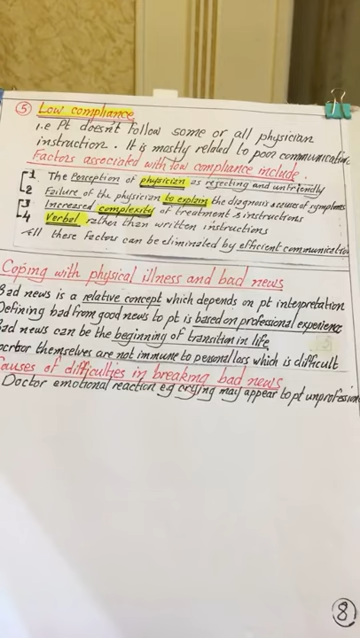 ⑤ Low compliance
i.e Pt doesn't follow some or all physician
instruction. It is mostly related to poor communication
Factors associated with low compliance include.
1 The Perception of physician as rejecting and unfriendly
2 Failure of the physician to explain the diagnosis or cause of symptoms
3 Increased complexity of treatment & instructions
4 Verbal rather than written instructions
All these Factors can be eliminated by efficient communication
Coping with physical illness and bad news
Bad news is a relative concept which depends on pt interpretation
Defining bad from good news to pt is based on professional experience
Bad news can be the beginning of transition in life
octor themselves are not immune to personal loss which is difficult
Causes of difficulties in breaking bad news
Doctor emotional reaction e.g crying may appear to pt unprofession
8